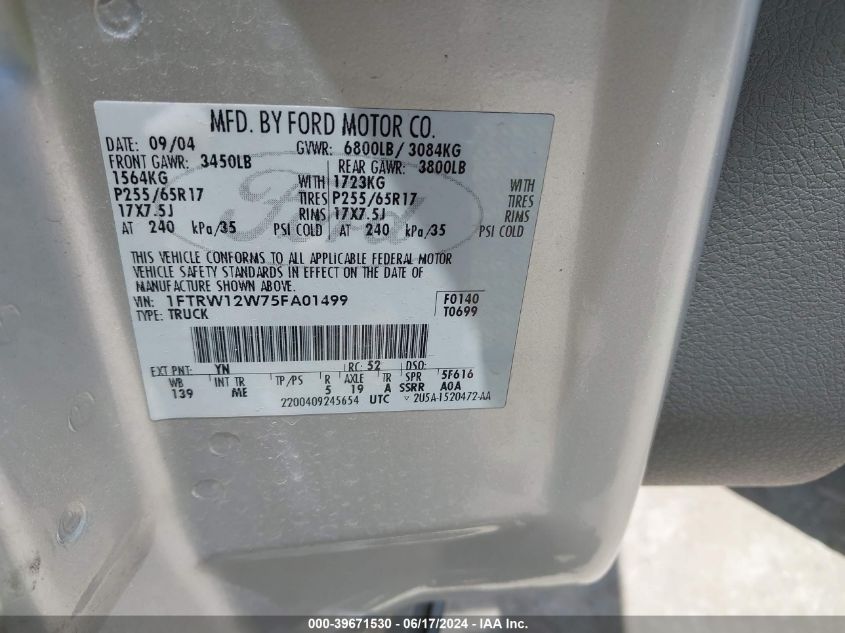 MFD. BY FORD MOTOR CO.
DATE: 09/04 GVWR: 6800LB/ 3084KG
FRONT GAWR: 3450LB REAR GAWR: 3800LB
1564KG WITH 1723KG WITH
P255/65R17 TIRES P255/65R17 TIRES
17X7.5J RIMS 17X7.5J RIMS
AT 240 kPa/35 PSI COLD AT 240 kPa/35 PSI COLD
Ford
THIS VEHICLE CONFORMS TO ALL APPLICABLE FEDERAL MOTOR
VEHICLE SAFETY STANDARDS IN EFFECT ON THE DATE OF
MANUFACTURE SHOWN ABOVE.
VIN: 1FTRW12W75FA01499 F0140
TYPE: TRUCK T0699
EXT PNT: YN RC: 52 DSO:
WB INT TR TP/PS R AXLE TR SPR 5F616
139 ME 5 19 A SSRR A0A
2200409245654 UTC ▽ 2U5A-1520472-AA
000-39671530 - 06/17/2024 - IAA Inc.